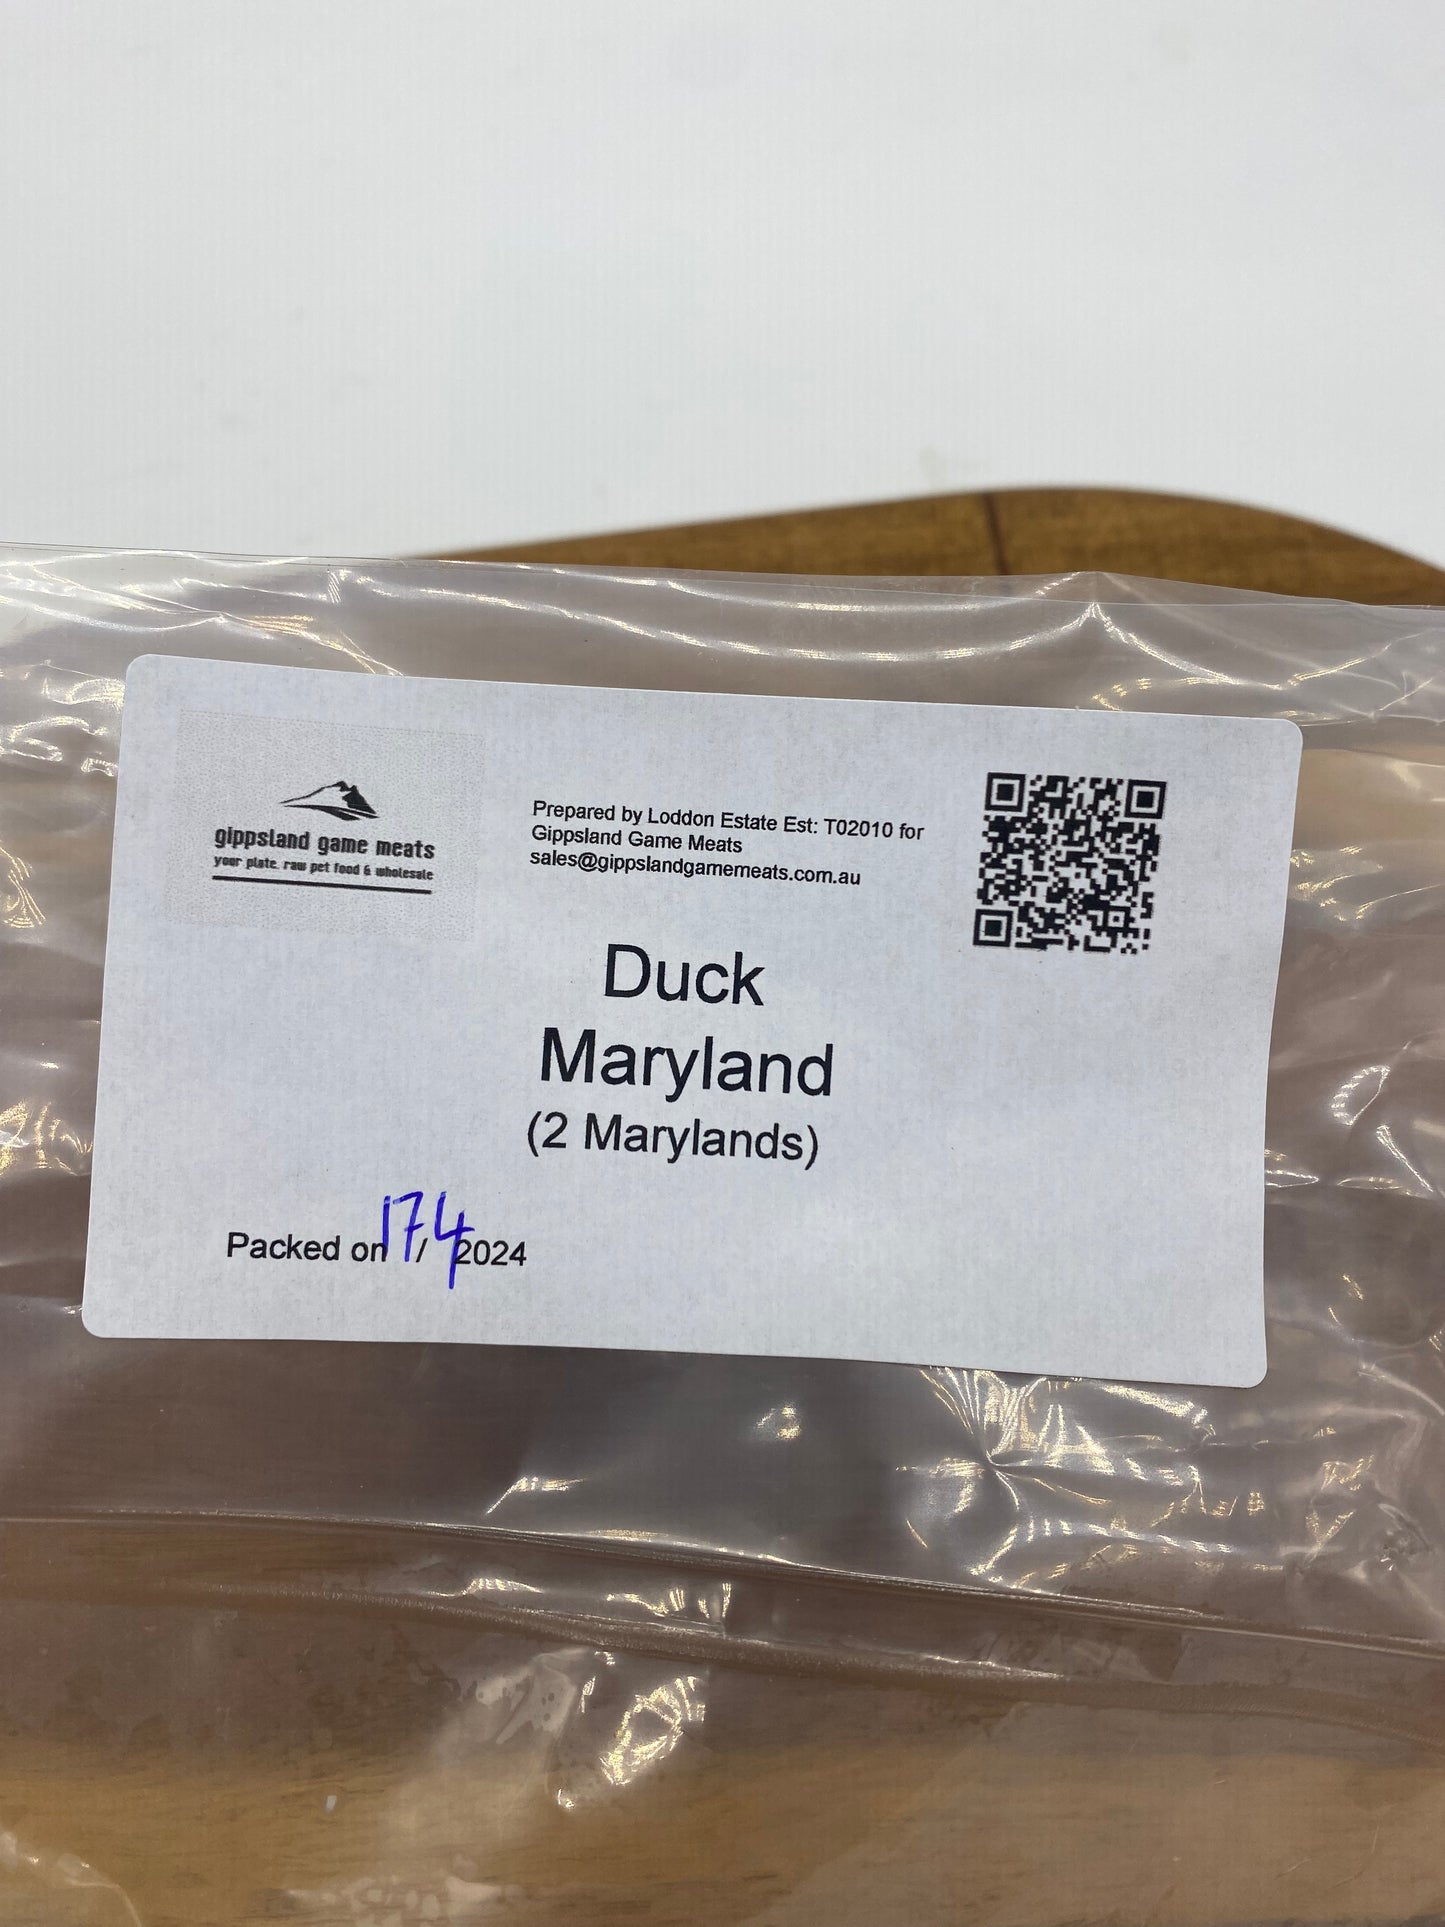 gippsland game meats
your plate, raw pet food & wholesale
Prepared by Loddon Estate Est: T02010 for
Gippsland Game Meats
sales@gippslandgamemeats.com.au
Duck
Maryland
(2 Marylands)
Packed on 17/4 2024